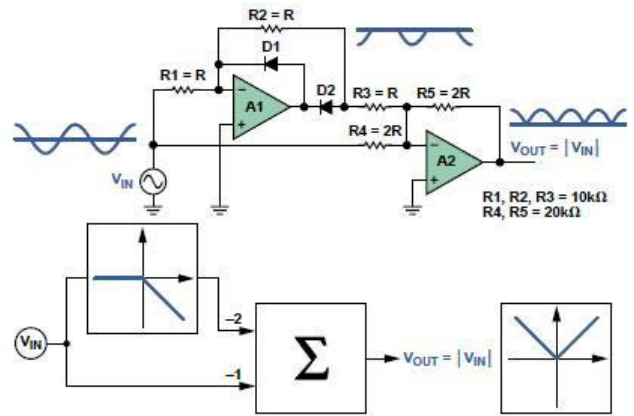 R2 = R
D1
R1 = R
A1
D2
R3 = R
R5 = 2R
R4 = 2R
A2
VIN
VOUT = |VIN|
R1, R2, R3 = 10kΩ
R4, R5 = 20kΩ
VIN
–2
–1
Σ
VOUT = |VIN|